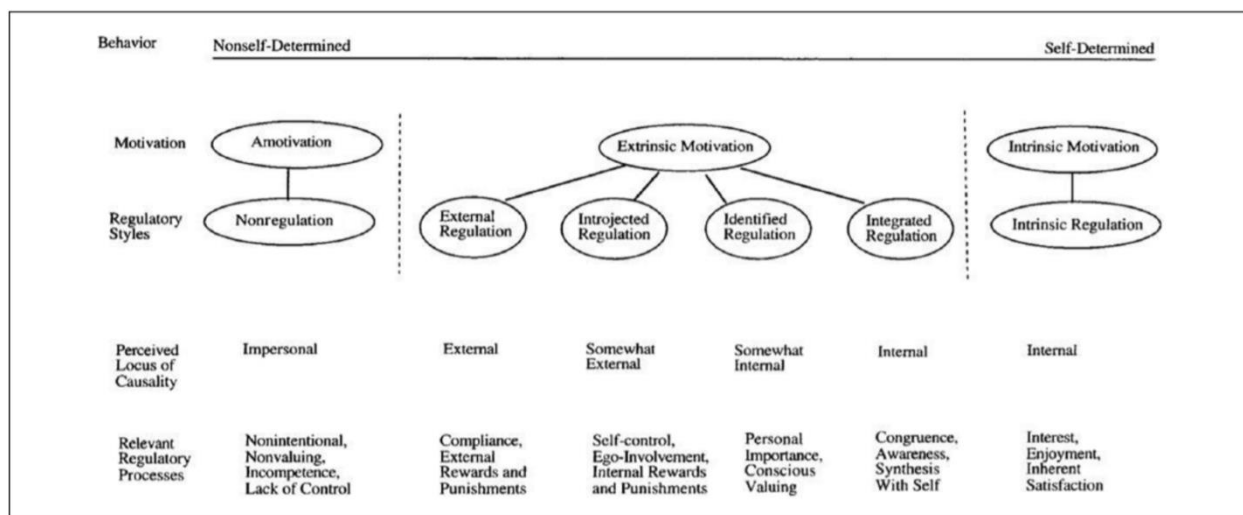 Behavior
Nonself-Determined
Self-Determined
Motivation
Amotivation
Extrinsic Motivation
Intrinsic Motivation
Regulatory
Styles
Nonregulation
External
Regulation
Introjected
Regulation
Identified
Regulation
Integrated
Regulation
Intrinsic Regulation
Perceived
Locus of
Causality
Impersonal
External
Somewhat
External
Somewhat
Internal
Internal
Internal
Relevant
Regulatory
Processes
Nonintentional,
Nonvaluing,
Incompetence,
Lack of Control
Compliance,
External
Rewards and
Punishments
Self-control,
Ego-Involvement,
Internal Rewards
and Punishments
Personal
Importance,
Conscious
Valuing
Congruence,
Awareness,
Synthesis
With Self
Interest,
Enjoyment,
Inherent
Satisfaction